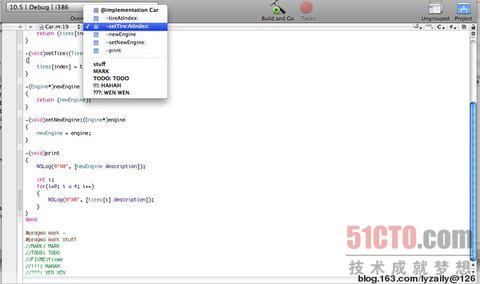 10.5 | Debug | i386
Build and Go
Tasks
Ungrouped
Project
Car.m:19
@implementation Car
-tireAtIndex:
-setTire:AtIndex:
-newEngine
-setNewEngine:
-print
stuff
MARK
TODO: TODO
!!!: HAHAH
???: WEN WEN
return (tires[index
-(void)setTire:(Tire
{
tires[index] = t
-(Engine*)newEngine
{
return (newEngine);
}
-(void)setNewEngine:(Engine*)engine
{
newEngine = engine;
}
-(void)print
{
NSLog(@"%@", [newEngine description]);
int i;
for(i=0; i < 4; i++)
{
NSLog(@"%@", [tires[i] description]);
}
}
@end
#pragma mark -
#pragma mark stuff
//MARK: MARK
//TODO: TODO
//FIXME:fixme
//!!!: HAHAH
//???: WEN WEN
51CTO.com
技术成就梦想
blog.163.com/lyzaily@126